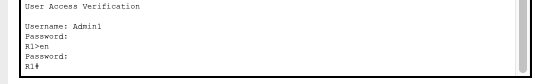 User Access Verification
Username: Admin1
Password:
R1>en
Password:
R1#